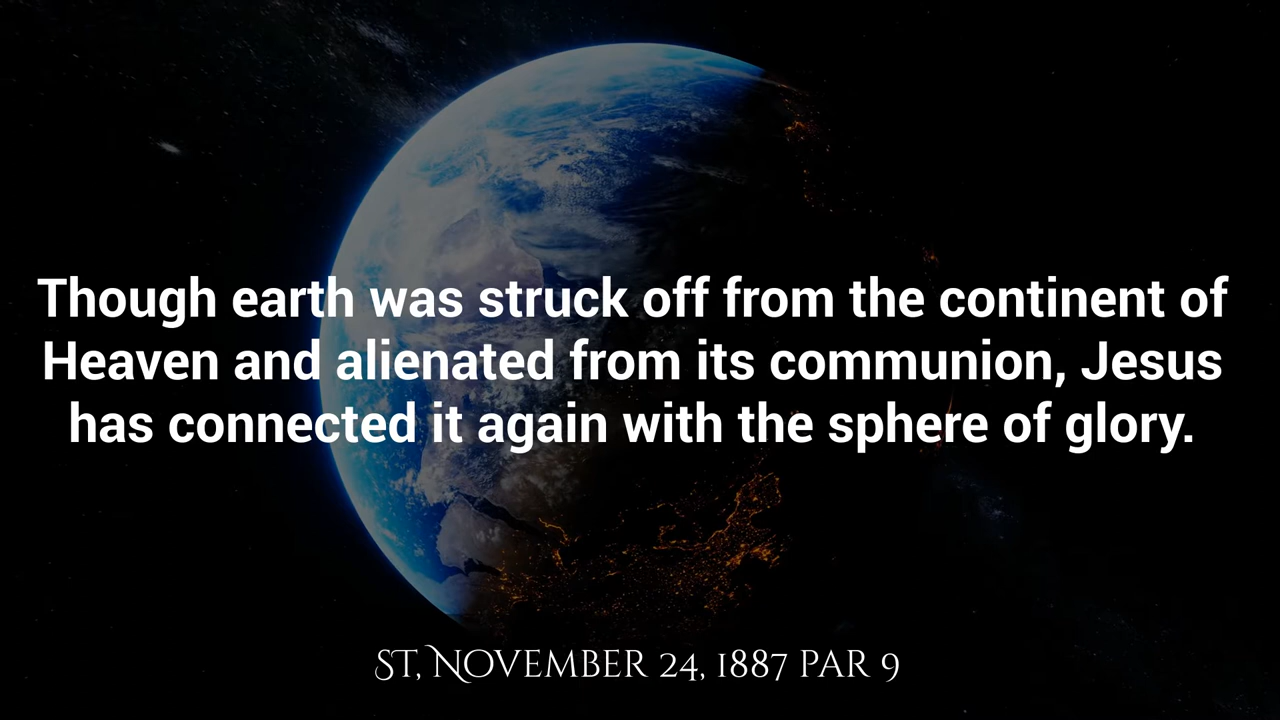 Though earth was struck off from the continent of
Heaven and alienated from its communion, Jesus
has connected it again with the sphere of glory.
ST, November 24, 1887 par 9